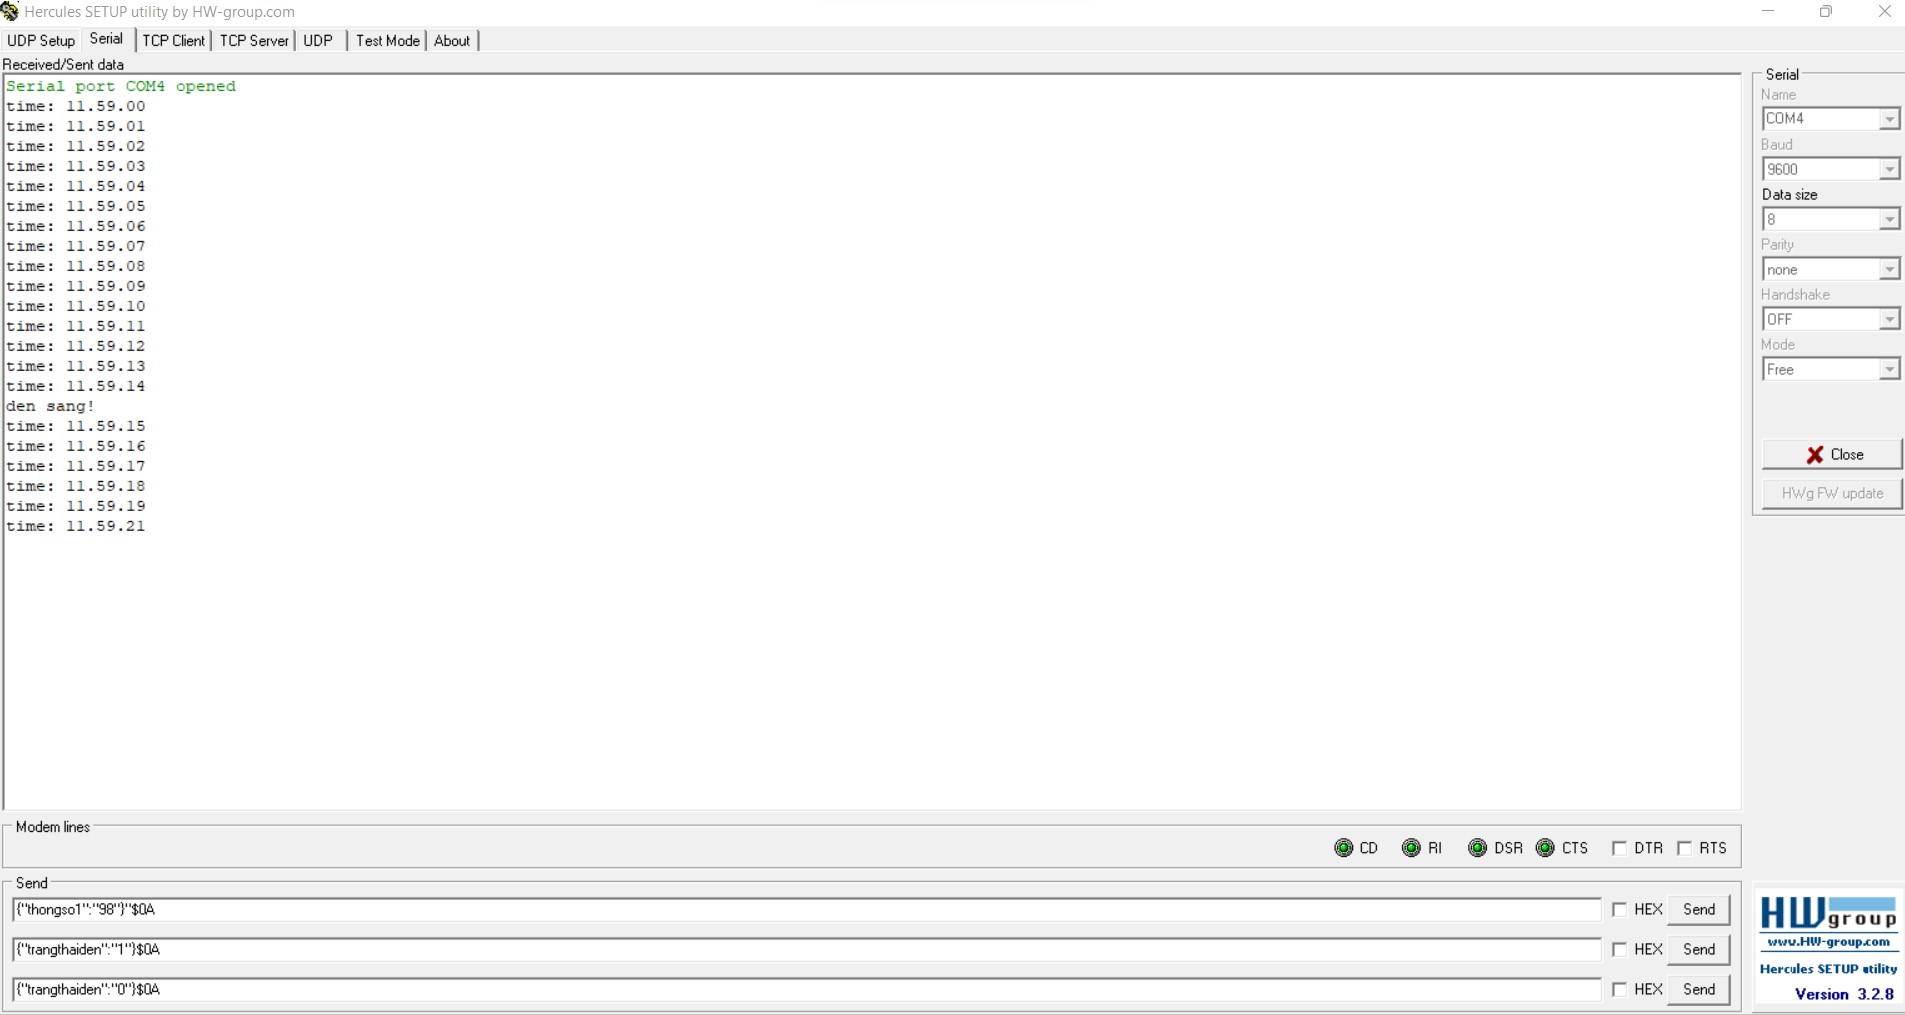 Hercules SETUP utility by HW-group.com
UDP Setup Serial TCP Client TCP Server UDP Test Mode About
Received/Sent data
Serial port COM4 opened
time: 11.59.00
time: 11.59.01
time: 11.59.02
time: 11.59.03
time: 11.59.04
time: 11.59.05
time: 11.59.06
time: 11.59.07
time: 11.59.08
time: 11.59.09
time: 11.59.10
time: 11.59.11
time: 11.59.12
time: 11.59.13
time: 11.59.14
den sang!
time: 11.59.15
time: 11.59.16
time: 11.59.17
time: 11.59.18
time: 11.59.19
time: 11.59.21
Serial
Name
COM4
Baud
9600
Data size
8
Parity
none
Handshake
OFF
Mode
Free
Close
HWg FW update
Modem lines
CD RI DSR CTS DTR RTS
Send
{"thongso1":"98"}"$0A HEX Send
{"trangthaiden":"1"}$0A HEX Send
{"trangthaiden":"0"}$0A HEX Send
HWgroup
www.HW-group.com
Hercules SETUP utility
Version 3.2.8